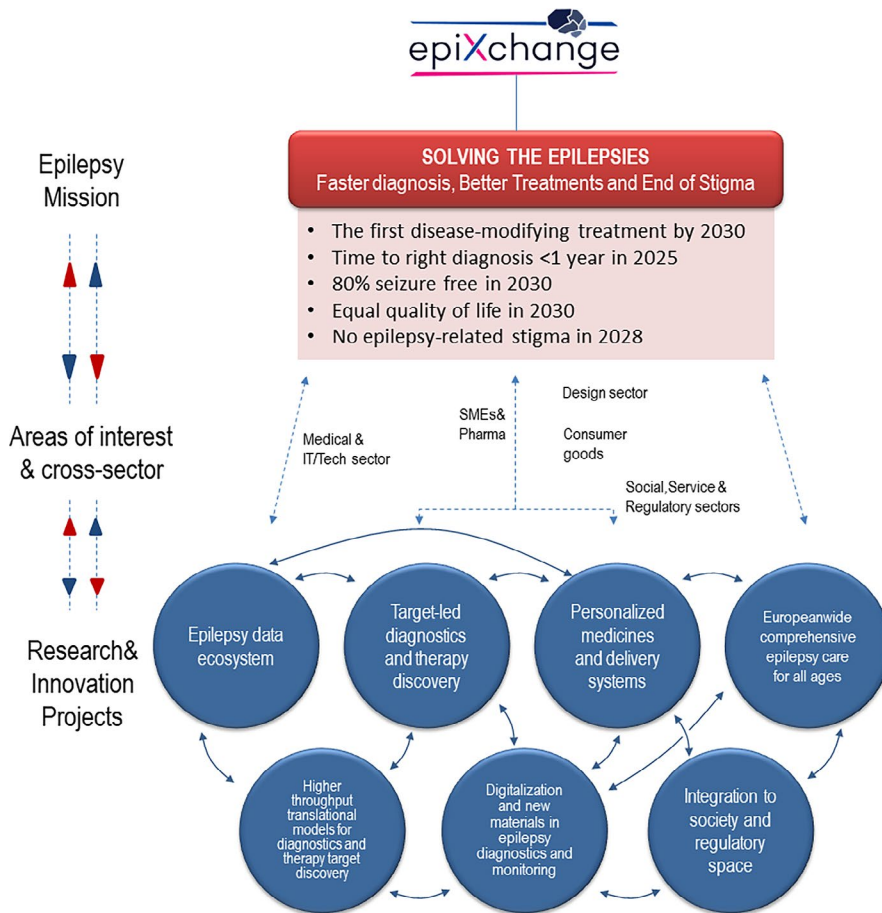 epiXchange
SOLVING THE EPILEPSIES
Faster diagnosis, Better Treatments and End of Stigma
Epilepsy
Mission
• The first disease-modifying treatment by 2030
• Time to right diagnosis <1 year in 2025
• 80% seizure free in 2030
• Equal quality of life in 2030
• No epilepsy-related stigma in 2028
Areas of interest
& cross-sector
Medical &
IT/Tech sector
SMEs&
Pharma
Design sector
Consumer
goods
Social,Service &
Regulatory sectors
Research&
Innovation
Projects
Epilepsy data
ecosystem
Target-led
diagnostics
and therapy
discovery
Personalized
medicines
and delivery
systems
Europeanwide
comprehensive
epilepsy care
for all ages
Higher
throughput
translational
models for
diagnostics and
therapy target
discovery
Digitalization
and new
materials in
epilepsy
diagnostics and
monitoring
Integration to
society and
regulatory
space